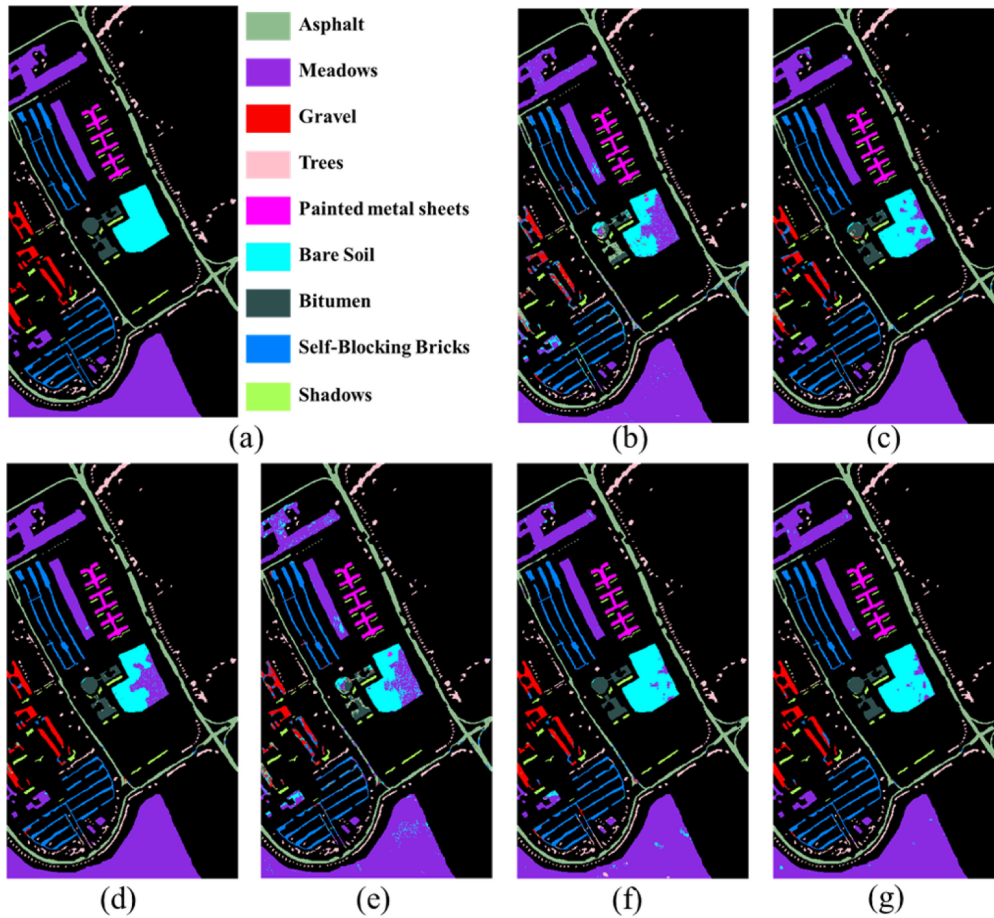 Asphalt
Meadows
Gravel
Trees
Painted metal sheets
Bare Soil
Bitumen
Self-Blocking Bricks
Shadows
(a)
(b)
(c)
(d)
(e)
(f)
(g)